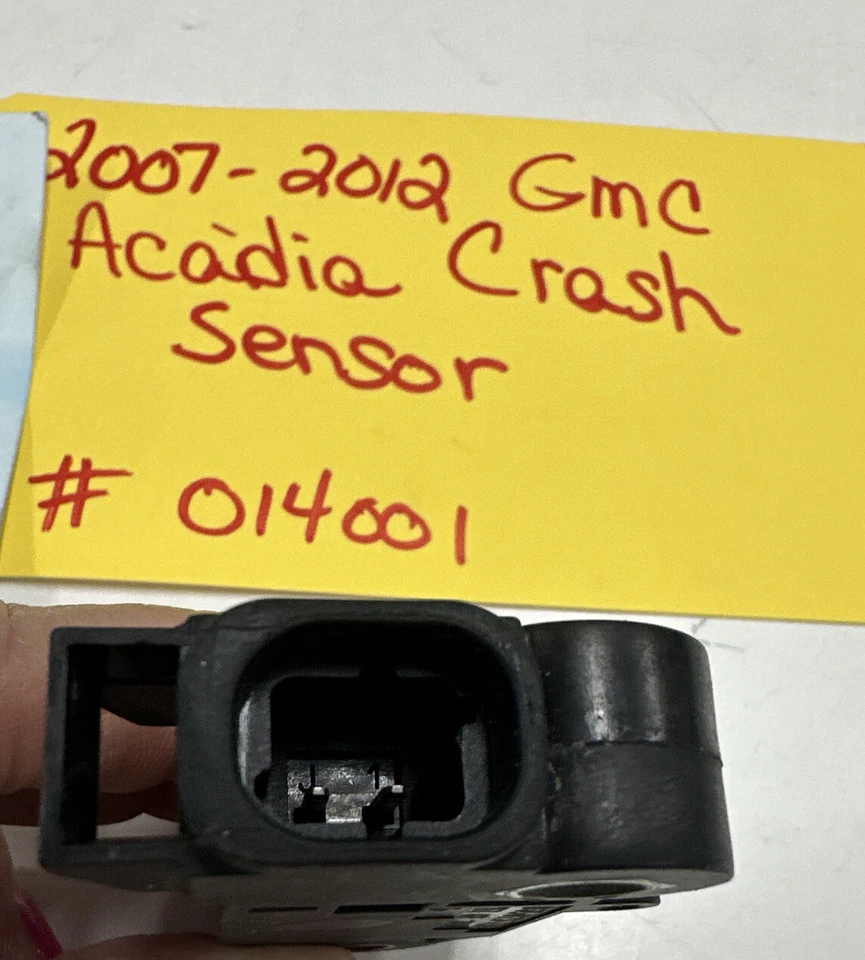 2007-2012 GMC
Acadia Crash
Sensor
# 014001